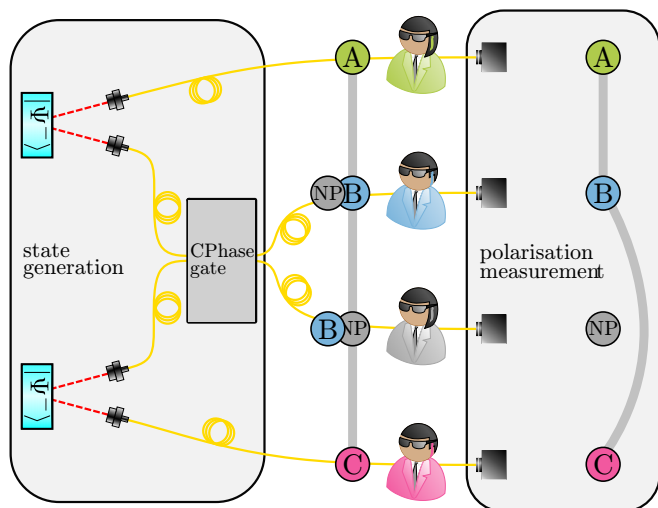 A
A
|Ψ−⟩
NP
B
B
state
generation
CPhase
gate
polarisation
measurement
B
NP
NP
|Ψ−⟩
C
C